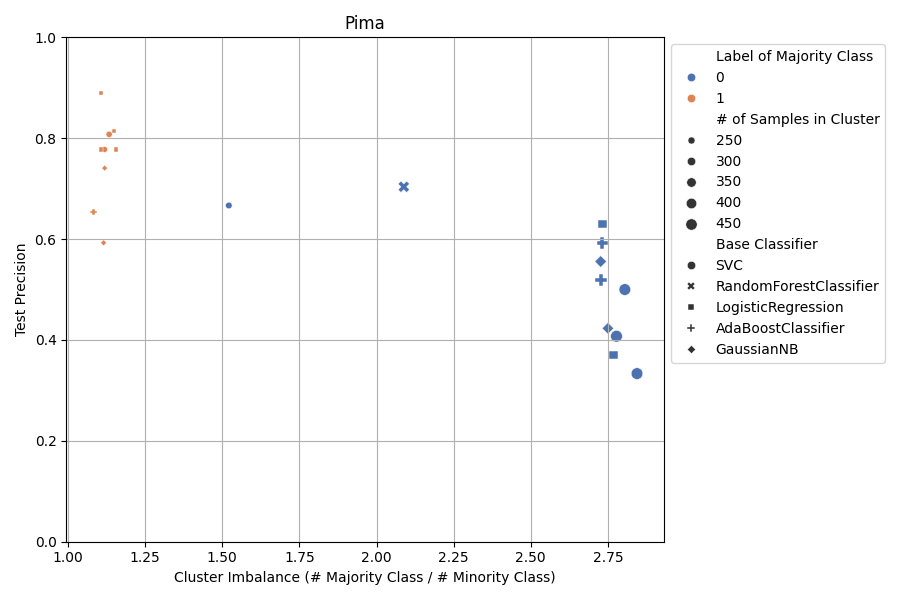 Pima
1.0
0.8
0.6
0.4
0.2
0.0
Test Precision
1.00
1.25
1.50
1.75
2.00
2.25
2.50
2.75
Cluster Imbalance (# Majority Class / # Minority Class)
Label of Majority Class
0
1
# of Samples in Cluster
250
300
350
400
450
Base Classifier
SVC
RandomForestClassifier
LogisticRegression
AdaBoostClassifier
GaussianNB